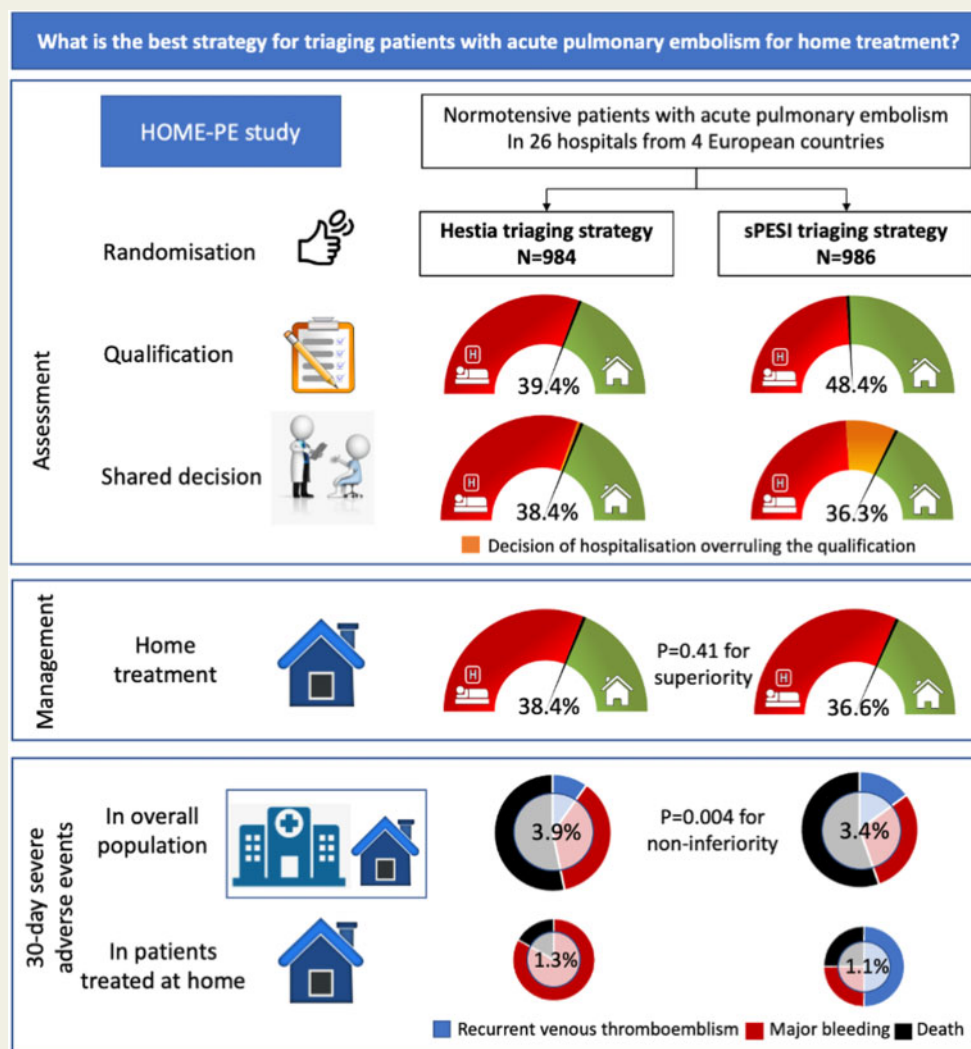 What is the best strategy for triaging patients with acute pulmonary embolism for home treatment?
HOME-PE study
Normotensive patients with acute pulmonary embolism
In 26 hospitals from 4 European countries
Randomisation
Hestia triaging strategy
N=984
sPESI triaging strategy
N=986
Assessment
Qualification
H
39.4%
H
48.4%
Shared decision
H
38.4%
H
36.3%
Decision of hospitalisation overruling the qualification
Management
Home
treatment
H
38.4%
P=0.41 for
superiority
H
36.6%
30-day severe
adverse events
In overall
population
3.9%
P=0.004 for
non-inferiority
3.4%
In patients
treated at home
1.3%
1.1%
Recurrent venous thromboemblism
Major bleeding
Death